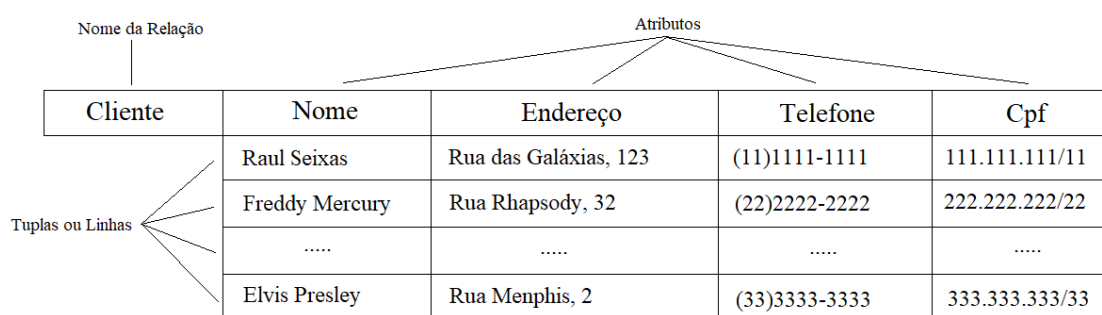 Nome da Relação
Atributos
Cliente Nome Endereço Telefone Cpf
Raul Seixas Rua das Galáxias, 123 (11)1111-1111 111.111.111/11
Freddy Mercury Rua Rhapsody, 32 (22)2222-2222 222.222.222/22
Tuplas ou Linhas
..... ..... ..... .....
Elvis Presley Rua Menphis, 2 (33)3333-3333 333.333.333/33